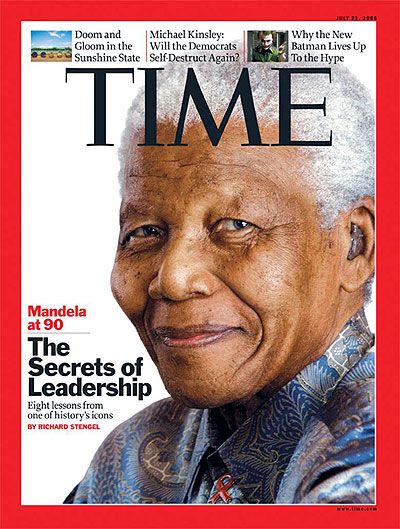 JULY 21, 2008
Doom and
Gloom in the
Sunshine State
Michael Kinsley:
Will the Democrats
Self-Destruct Again?
Why the New
Batman Lives Up
To the Hype
TIME
Mandela
at 90
The
Secrets of
Leadership
Eight lessons from
one of history's icons
BY RICHARD STENGEL
www.time.com